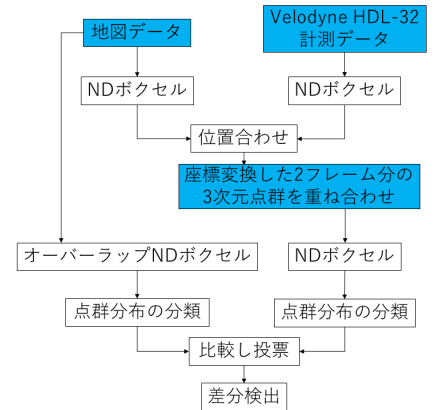 地図データ
Velodyne HDL-32
計測データ
NDボクセル
NDボクセル
位置合わせ
座標変換した2フレーム分の
3次元点群を重ね合わせ
オーバーラップNDボクセル
NDボクセル
点群分布の分類
点群分布の分類
比較し投票
差分検出